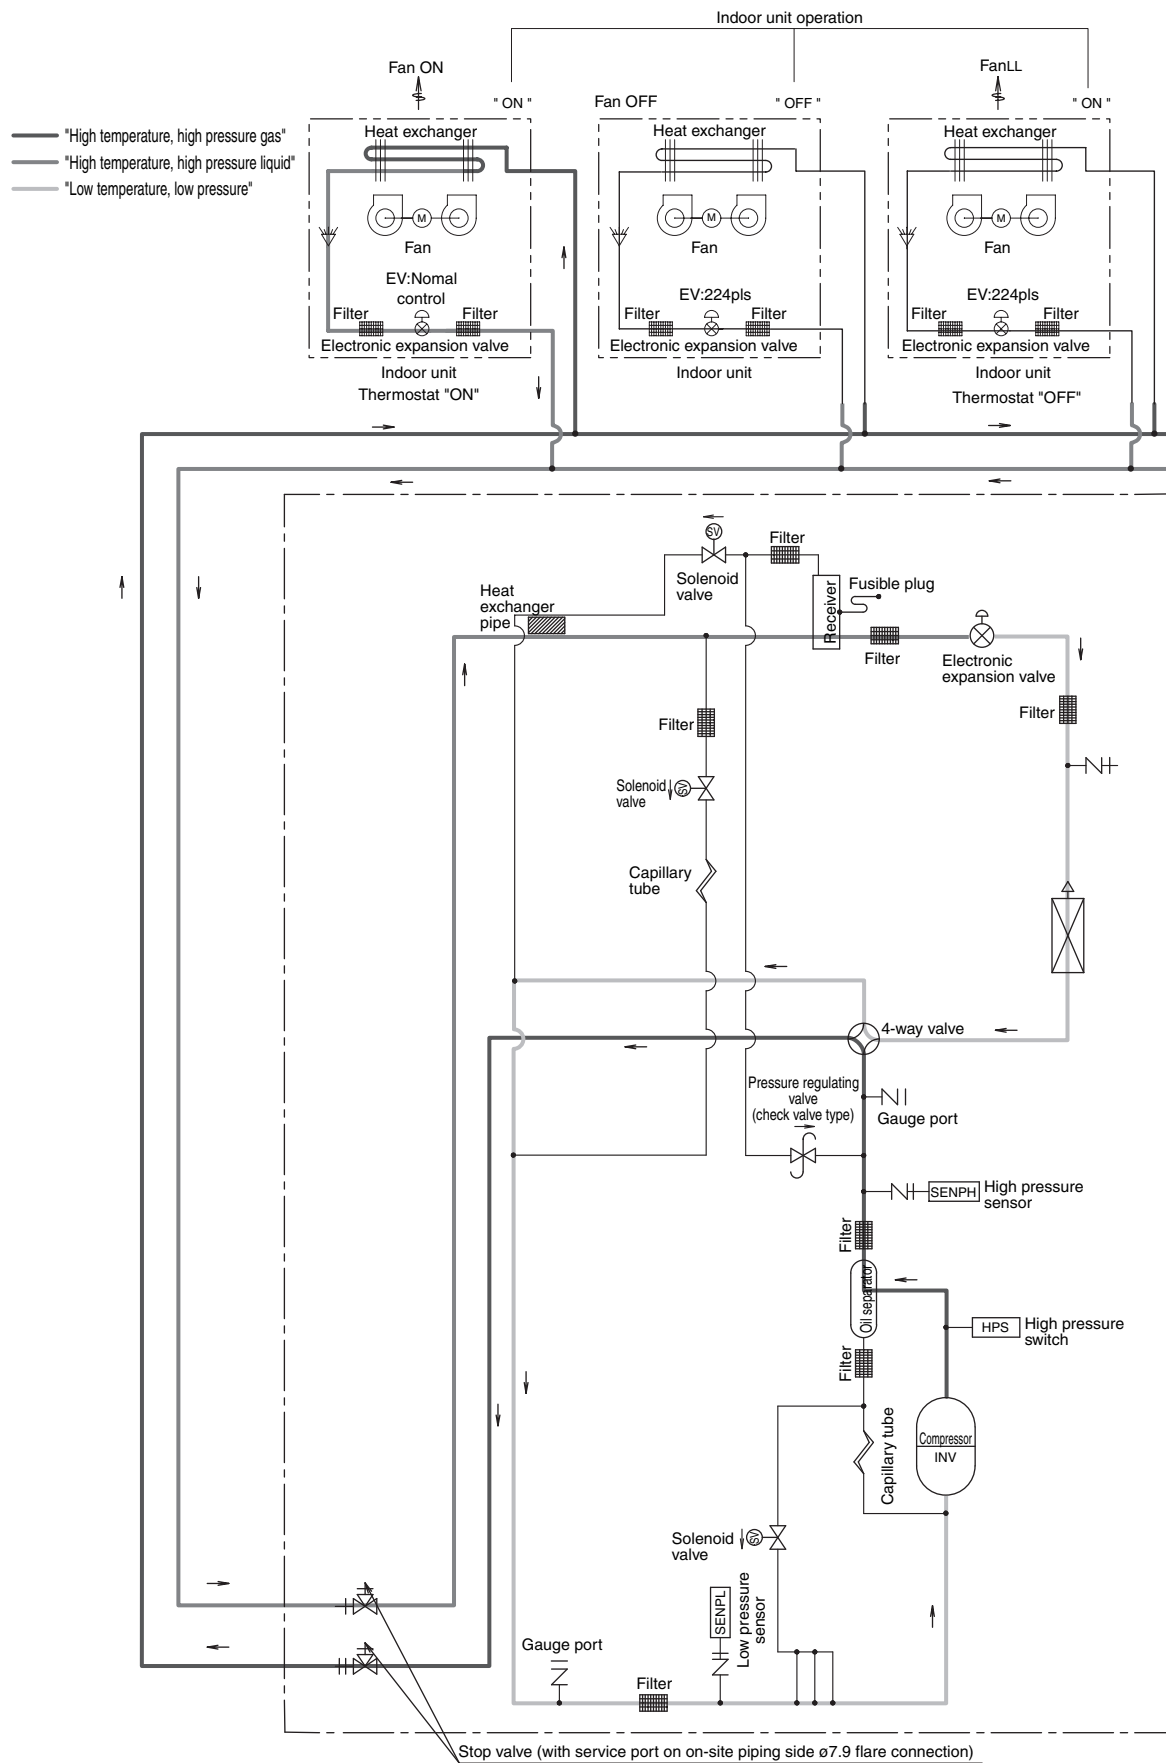 Indoor unit operation
Fan ON
" ON "
Fan OFF
" OFF "
FanLL
" ON "
"High temperature, high pressure gas"
"High temperature, high pressure liquid"
"Low temperature, low pressure"
Heat exchanger
M
Fan
EV:Nomal
control
Filter
Filter
Electronic expansion valve
Indoor unit
Thermostat "ON"
Heat exchanger
M
Fan
EV:224pls
Filter
Filter
Electronic expansion valve
Indoor unit
Heat exchanger
M
Fan
EV:224pls
Filter
Filter
Electronic expansion valve
Indoor unit
Thermostat "OFF"
SV
Solenoid
valve
Filter
Receiver
Fusible plug
Heat
exchanger
pipe
Filter
Electronic
expansion valve
Filter
Filter
Solenoid
valve
SV
Capillary
tube
4-way valve
Pressure regulating
valve
(check valve type)
Gauge port
SENPH
High pressure
sensor
Filter
Oil separator
HPS
High pressure
switch
Filter
Capillary tube
Compressor
INV
Solenoid
valve
SV
SENPL
Low pressure
sensor
Gauge port
Filter
Stop valve (with service port on on-site piping side ø7.9 flare connection)